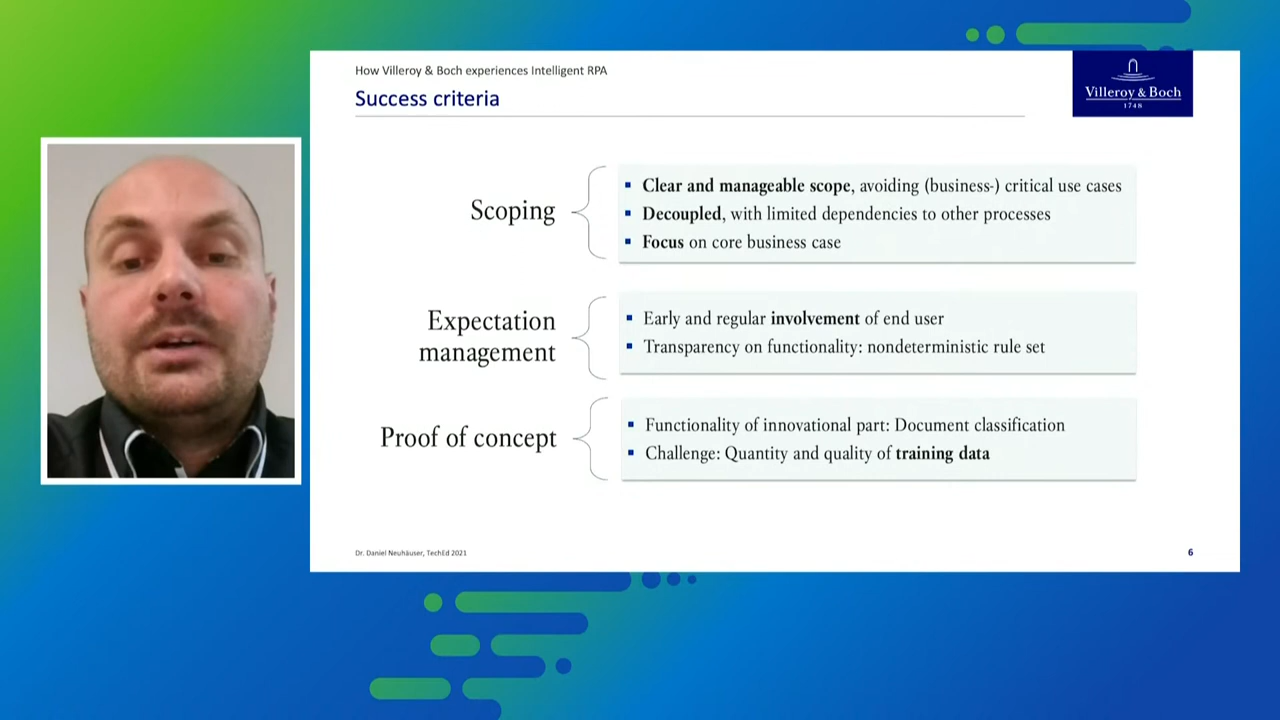 How Villeroy & Boch experiences Intelligent RPA
Success criteria
Villeroy & Boch
1748
Scoping
▪ Clear and manageable scope, avoiding (business-) critical use cases
▪ Decoupled, with limited dependencies to other processes
▪ Focus on core business case
Expectation
management
▪ Early and regular involvement of end user
▪ Transparency on functionality: nondeterministic rule set
Proof of concept
▪ Functionality of innovational part: Document classification
▪ Challenge: Quantity and quality of training data
Dr. Daniel Neuhäuser, TechEd 2021
6